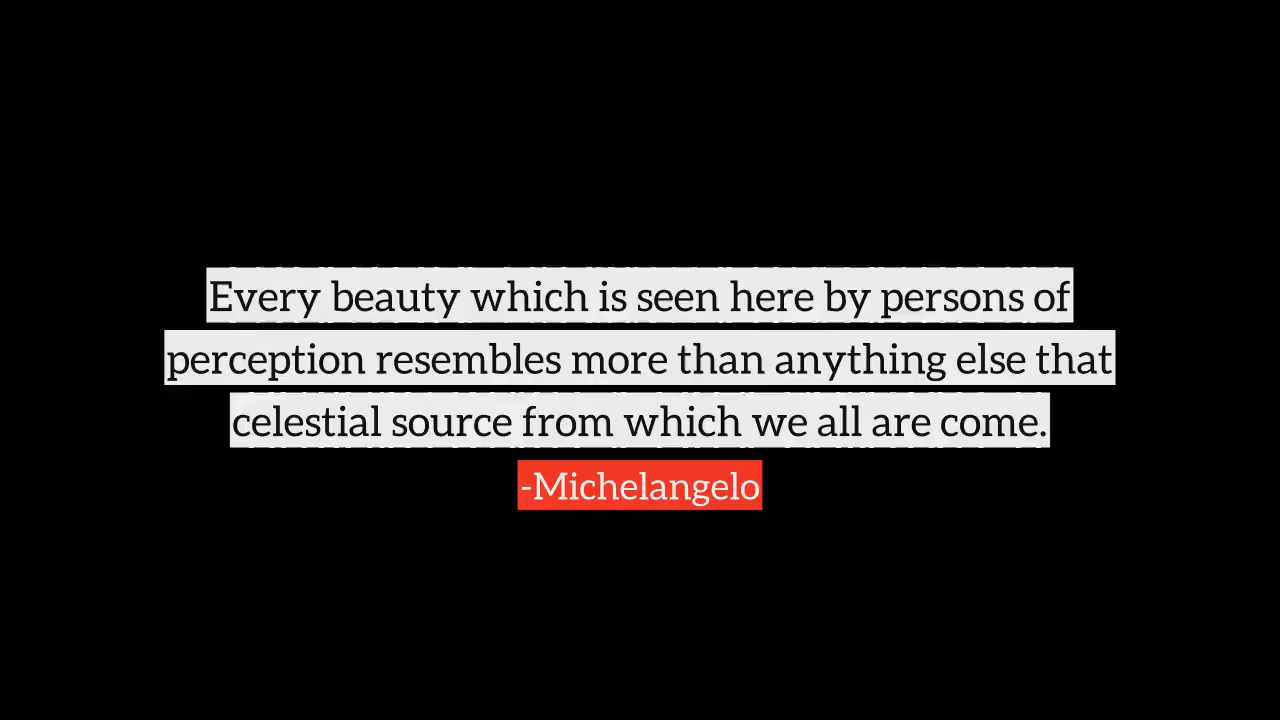 Every beauty which is seen here by persons of
perception resembles more than anything else that
celestial source from which we all are come.
-Michelangelo